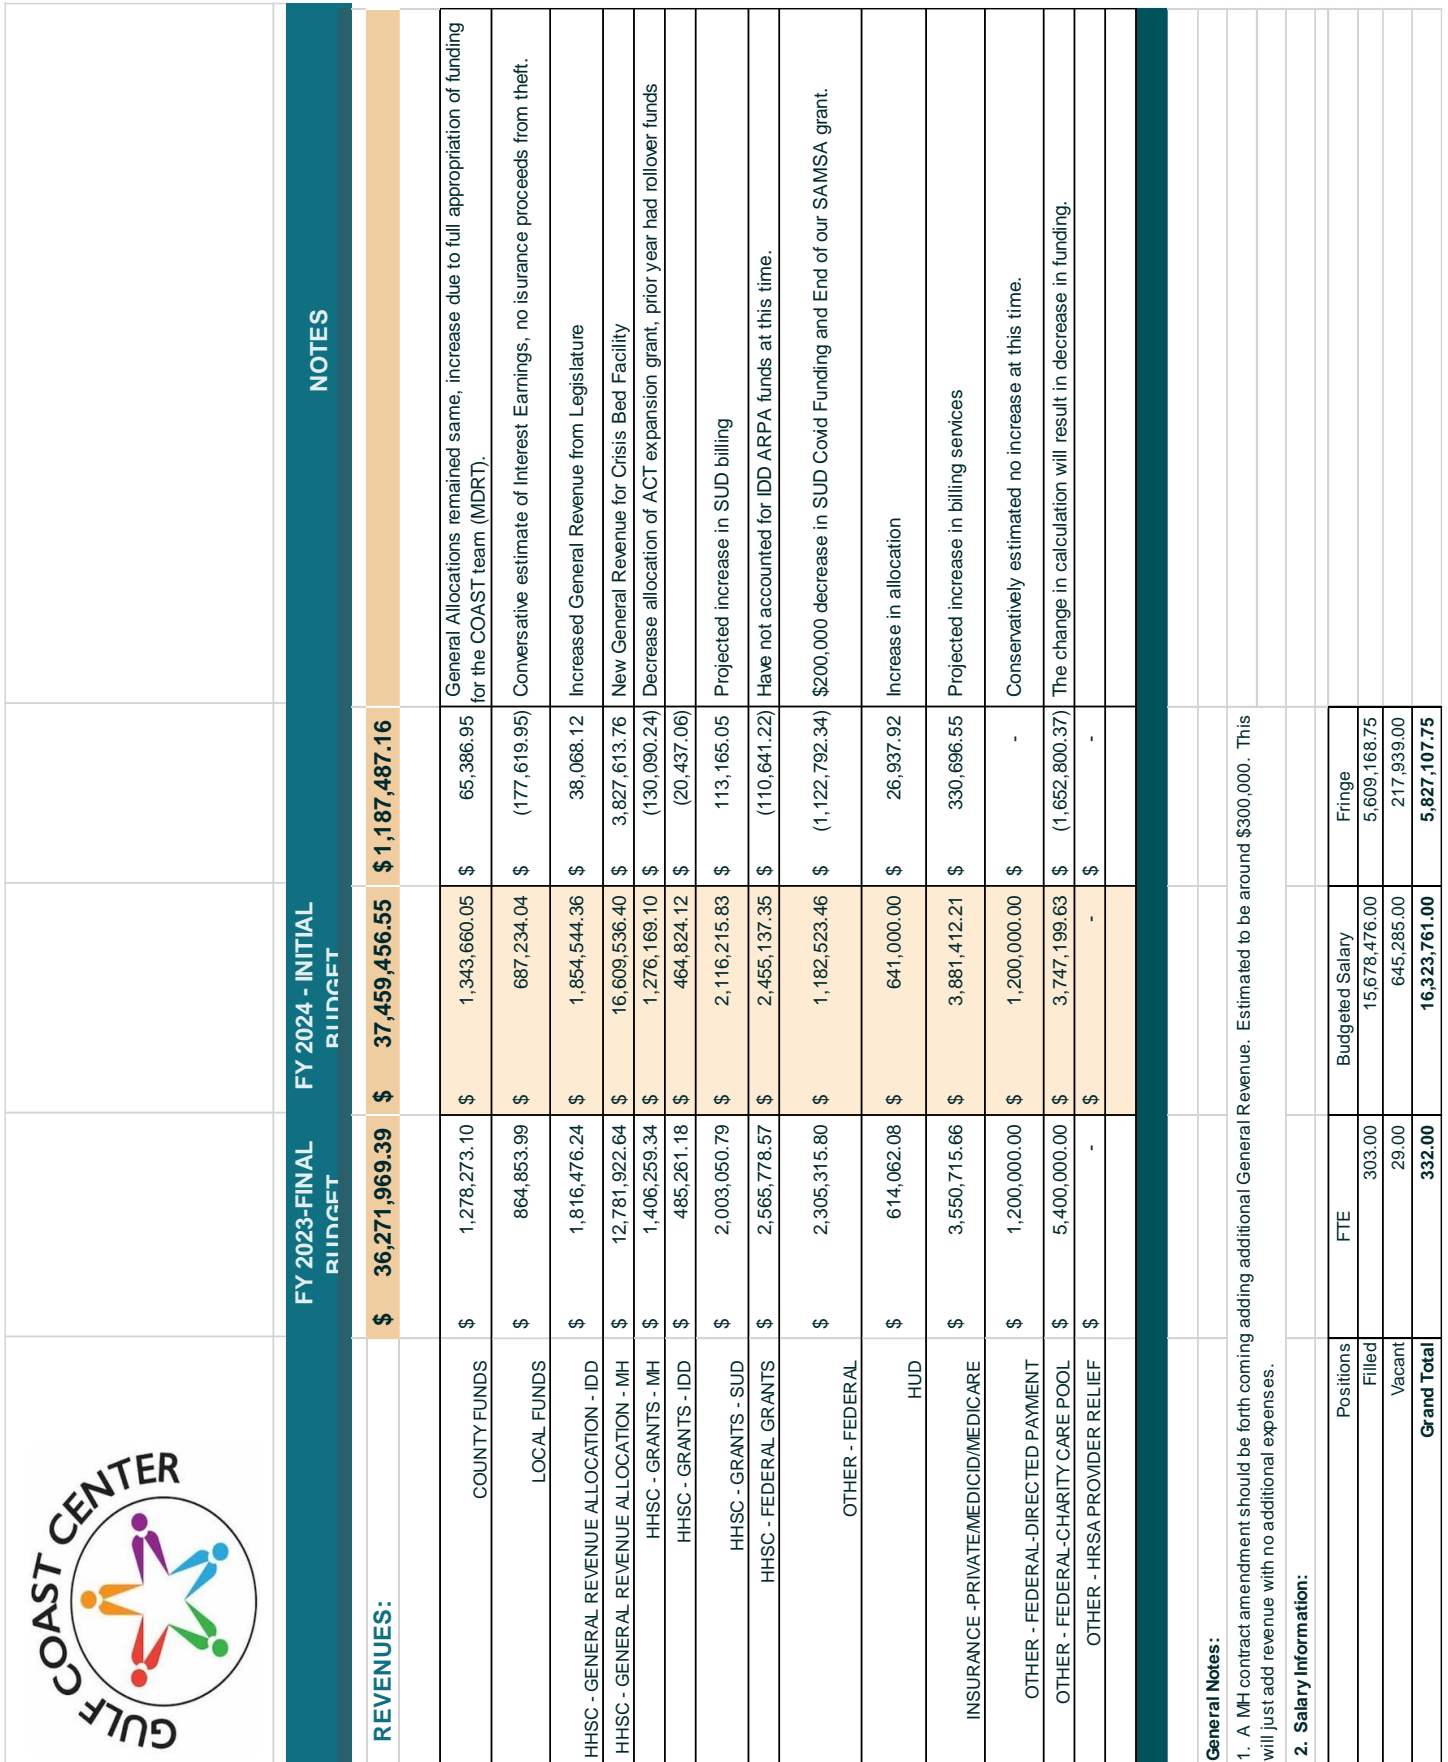 GULF COAST CENTER
FY 2023-FINAL BUDGET FY 2024 - INITIAL BUDGET NOTES
REVENUES: $ 36,271,969.39 $ 37,459,456.55 $ 1,187,487.16
COUNTY FUNDS $ 1,278,273.10 $ 1,343,660.05 $ 65,386.95 General Allocations remained same, increase due to full appropriation of funding
for the COAST team (MDRT).
LOCAL FUNDS $ 864,853.99 $ 687,234.04 $ (177,619.95) Conversative estimate of Interest Earnings, no isurance proceeds from theft.
HHSC - GENERAL REVENUE ALLOCATION - IDD $ 1,816,476.24 $ 1,854,544.36 $ 38,068.12 Increased General Revenue from Legislature
HHSC - GENERAL REVENUE ALLOCATION - MH $ 12,781,922.64 $ 16,609,536.40 $ 3,827,613.76 New General Revenue for Crisis Bed Facility
HHSC - GRANTS - MH $ 1,406,259.34 $ 1,276,169.10 $ (130,090.24) Decrease allocation of ACT expansion grant, prior year had rollover funds
HHSC - GRANTS - IDD $ 485,261.18 $ 464,824.12 $ (20,437.06)
HHSC - GRANTS - SUD $ 2,003,050.79 $ 2,116,215.83 $ 113,165.05 Projected increase in SUD billing
HHSC - FEDERAL GRANTS $ 2,565,778.57 $ 2,455,137.35 $ (110,641.22) Have not accounted for IDD ARPA funds at this time.
OTHER - FEDERAL $ 2,305,315.80 $ 1,182,523.46 $ (1,122,792.34) $200,000 decrease in SUD Covid Funding and End of our SAMSA grant.
HUD $ 614,062.08 $ 641,000.00 $ 26,937.92 Increase in allocation
INSURANCE -PRIVATE/MEDICID/MEDICARE $ 3,550,715.66 $ 3,881,412.21 $ 330,696.55 Projected increase in billing services
OTHER - FEDERAL-DIRECTED PAYMENT $ 1,200,000.00 $ 1,200,000.00 $ - Conservatively estimated no increase at this time.
OTHER - FEDERAL-CHARITY CARE POOL $ 5,400,000.00 $ 3,747,199.63 $ (1,652,800.37) The change in calculation will result in decrease in funding.
OTHER - HRSA PROVIDER RELIEF - $ - $ -
General Notes:
1. A MH contract amendment should be forth coming adding additional General Revenue. Estimated to be around $300,000. This
will just add revenue with no additional expenses.
2. Salary Information:
Positions FTE Budgeted Salary Fringe
Filled 303.00 15,678,476.00 5,609,168.75
Vacant 29.00 645,285.00 217,939.00
Grand Total 332.00 16,323,761.00 5,827,107.75